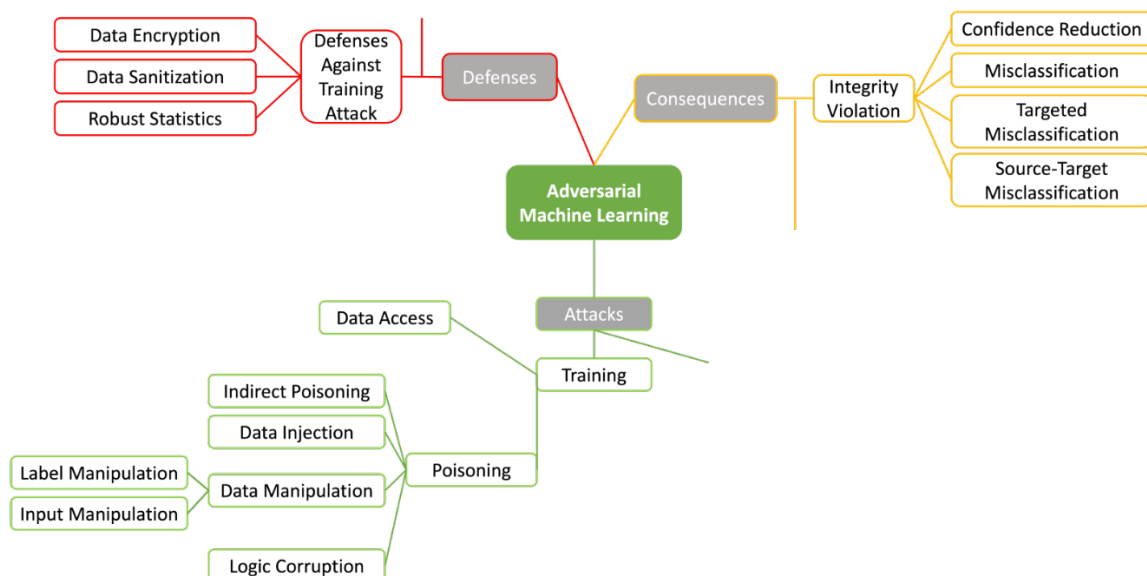 Data Encryption
Data Sanitization
Robust Statistics
Defenses
Against
Training
Attack
Defenses
Consequences
Integrity
Violation
Confidence Reduction
Misclassification
Targeted
Misclassification
Source-Target
Misclassification
Adversarial
Machine Learning
Attacks
Data Access
Training
Indirect Poisoning
Data Injection
Poisoning
Label Manipulation
Data Manipulation
Input Manipulation
Logic Corruption